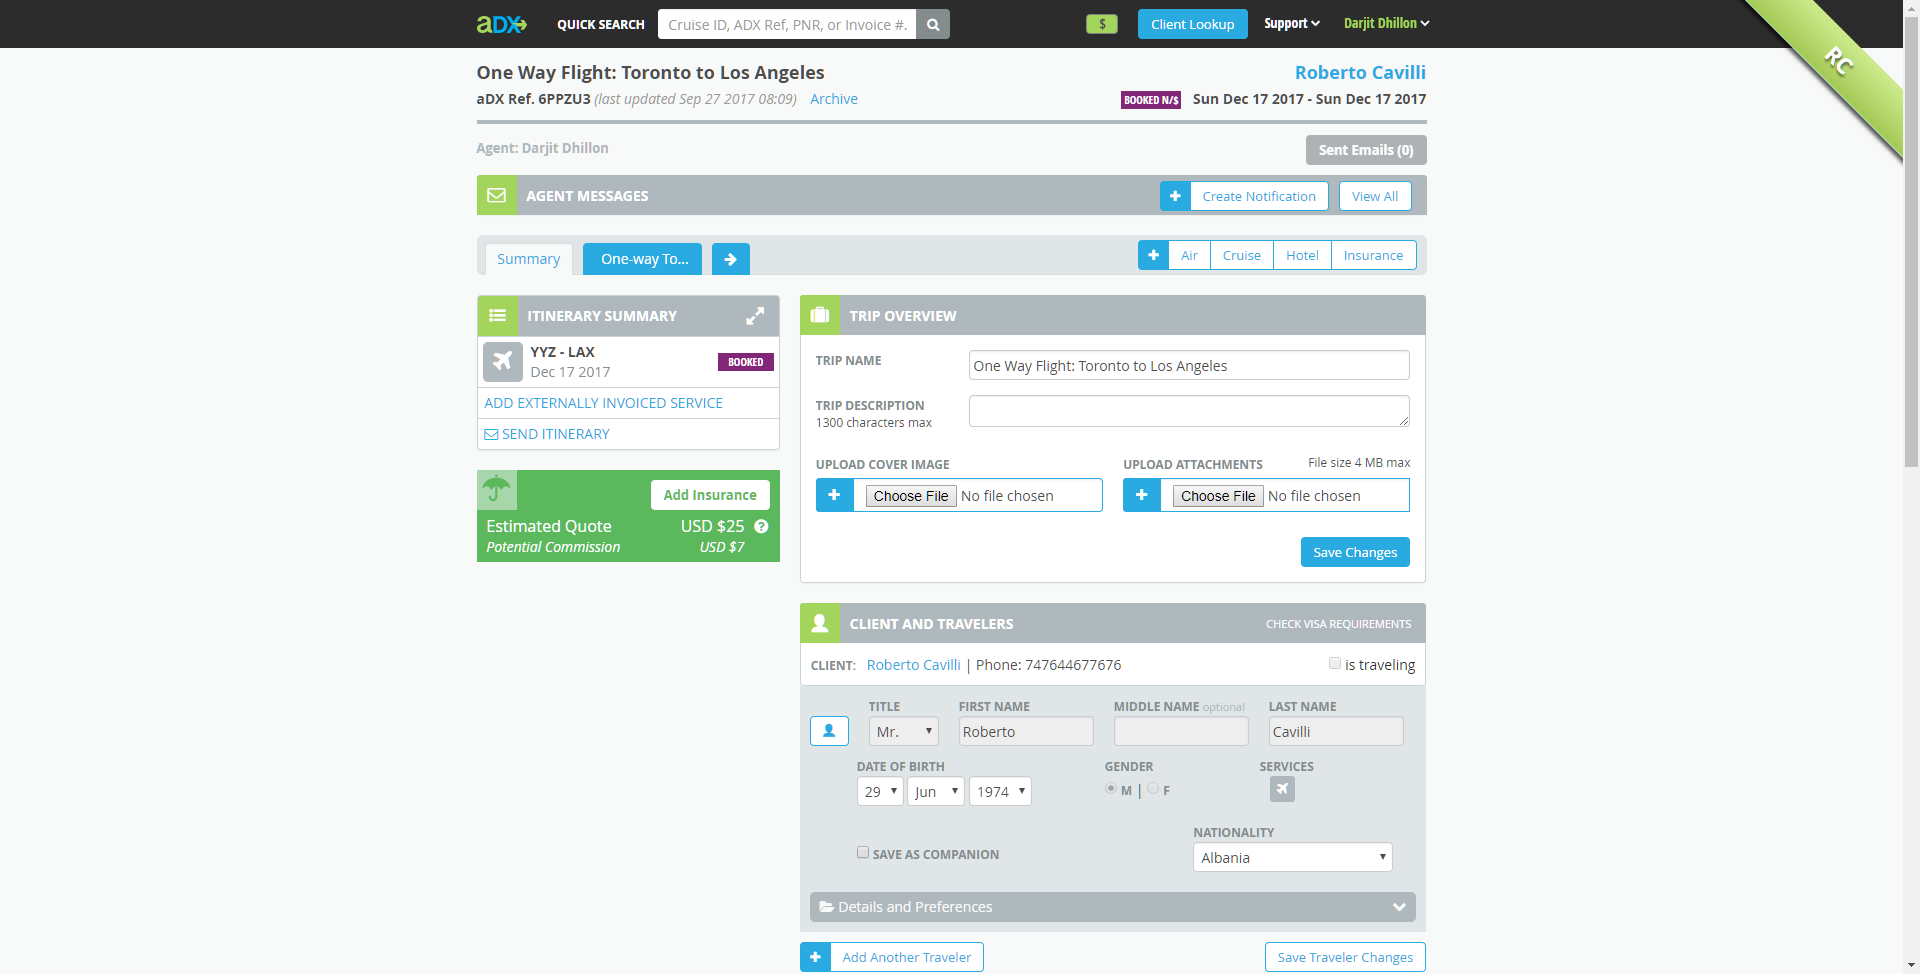 aDX QUICK SEARCH Cruise ID, ADX Ref, PNR, or Invoice #. $ Client Lookup Support Darjit Dhillon
RC
One Way Flight: Toronto to Los Angeles Roberto Cavilli
aDX Ref. 6PPZU3 (last updated Sep 27 2017 08:09) Archive BOOKED N/$ Sun Dec 17 2017 - Sun Dec 17 2017
Agent: Darjit Dhillon Sent Emails (0)
AGENT MESSAGES + Create Notification View All
Summary One-way To... + Air Cruise Hotel Insurance
ITINERARY SUMMARY
YYZ - LAX
Dec 17 2017 BOOKED
ADD EXTERNALLY INVOICED SERVICE
SEND ITINERARY
Add Insurance
Estimated Quote USD $25 ?
Potential Commission USD $7
TRIP OVERVIEW
TRIP NAME One Way Flight: Toronto to Los Angeles
TRIP DESCRIPTION
1300 characters max
UPLOAD COVER IMAGE UPLOAD ATTACHMENTS File size 4 MB max
+ Choose File No file chosen + Choose File No file chosen
Save Changes
CLIENT AND TRAVELERS CHECK VISA REQUIREMENTS
CLIENT: Roberto Cavilli | Phone: 747644677676 is traveling
TITLE FIRST NAME MIDDLE NAME optional LAST NAME
Mr. Roberto Cavilli
DATE OF BIRTH GENDER SERVICES
29 Jun 1974 M | F
NATIONALITY
SAVE AS COMPANION Albania
Details and Preferences
+ Add Another Traveler Save Traveler Changes